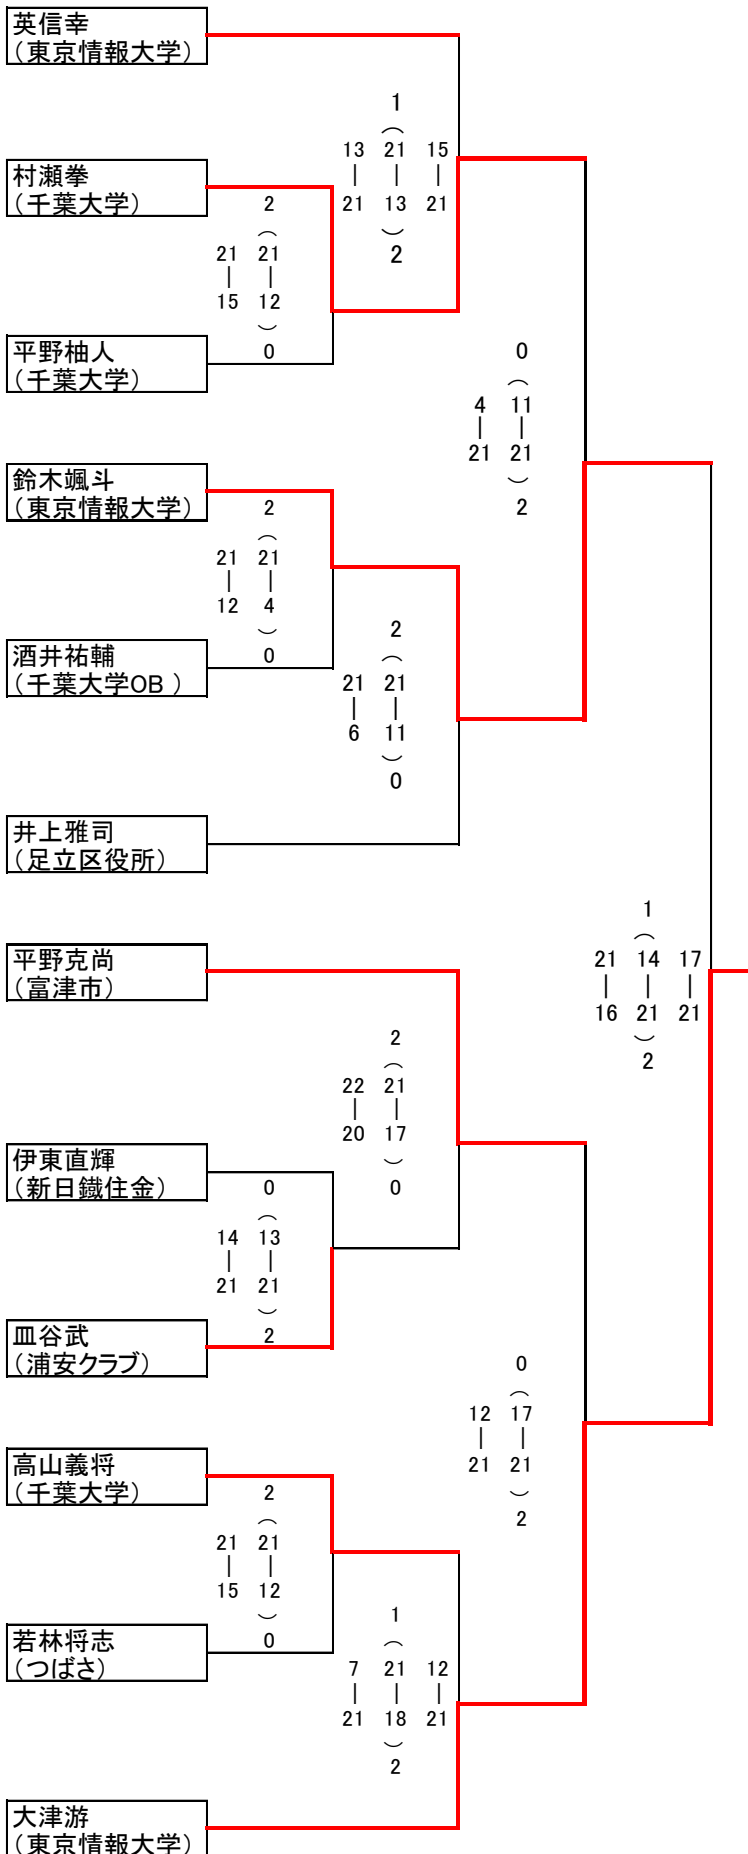 英信幸
（東京情報大学）
1
13 21 15
21 13 21
2
村瀬拳
（千葉大学）
2
21 21
15 12
0
平野柚人
（千葉大学）
0
4 11
21 21
2
鈴木颯斗
（東京情報大学）
2
21 21
12 4
0
酒井祐輔
（千葉大学OB ）
2
21 21
6 11
0
井上雅司
（足立区役所）
1
21 14 17
16 21 21
2
平野克尚
（富津市）
2
22 21
20 17
0
伊東直輝
（新日鐵住金）
0
14 13
21 21
2
皿谷武
（浦安クラブ）
0
12 17
21 21
2
高山義将
（千葉大学）
2
21 21
15 12
0
若林将志
（つばさ）
1
7 21 12
21 18 21
2
大津游
（東京情報大学）